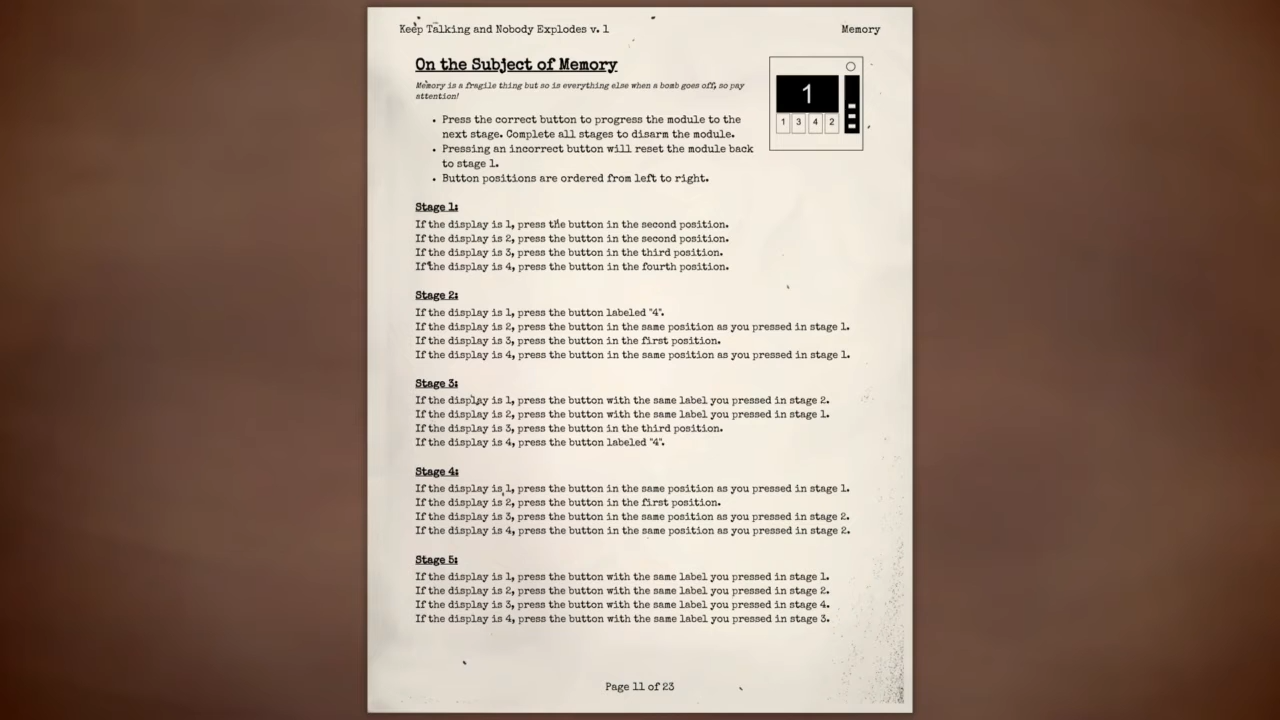 Keep Talking and Nobody Explodes v. 1
Memory
On the Subject of Memory
Memory is a fragile thing but so is everything else when a bomb goes off, so pay
attention!
1
1 3 4 2
• Press the correct button to progress the module to the
next stage. Complete all stages to disarm the module.
• Pressing an incorrect button will reset the module back
to stage 1.
• Button positions are ordered from left to right.
Stage 1:
If the display is 1, press the button in the second position.
If the display is 2, press the button in the second position.
If the display is 3, press the button in the third position.
If the display is 4, press the button in the fourth position.
Stage 2:
If the display is 1, press the button labeled "4".
If the display is 2, press the button in the same position as you pressed in stage 1.
If the display is 3, press the button in the first position.
If the display is 4, press the button in the same position as you pressed in stage 1.
Stage 3:
If the display is 1, press the button with the same label you pressed in stage 2.
If the display is 2, press the button with the same label you pressed in stage 1.
If the display is 3, press the button in the third position.
If the display is 4, press the button labeled "4".
Stage 4:
If the display is 1, press the button in the same position as you pressed in stage 1.
If the display is 2, press the button in the first position.
If the display is 3, press the button in the same position as you pressed in stage 2.
If the display is 4, press the button in the same position as you pressed in stage 2.
Stage 5:
If the display is 1, press the button with the same label you pressed in stage 1.
If the display is 2, press the button with the same label you pressed in stage 2.
If the display is 3, press the button with the same label you pressed in stage 4.
If the display is 4, press the button with the same label you pressed in stage 3.
Page 11 of 23